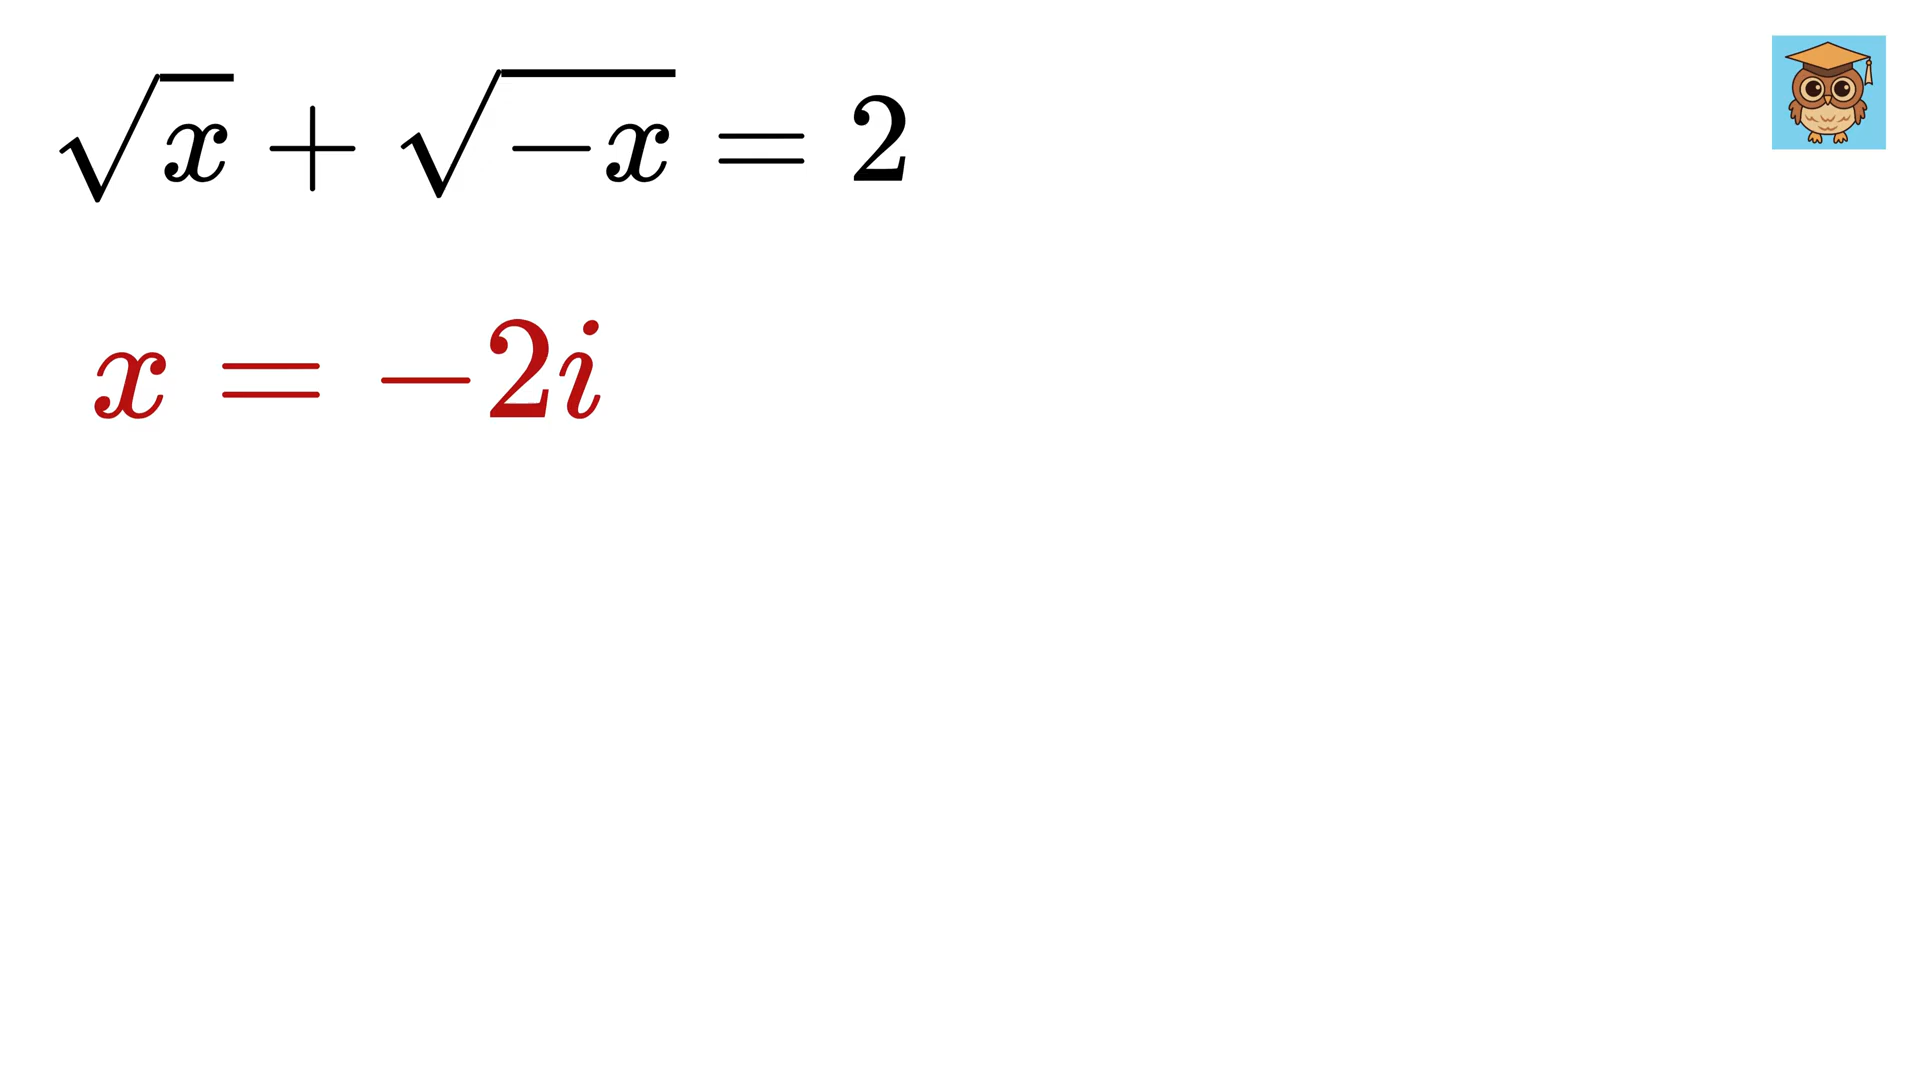 √x + √−x = 2
x = −2i